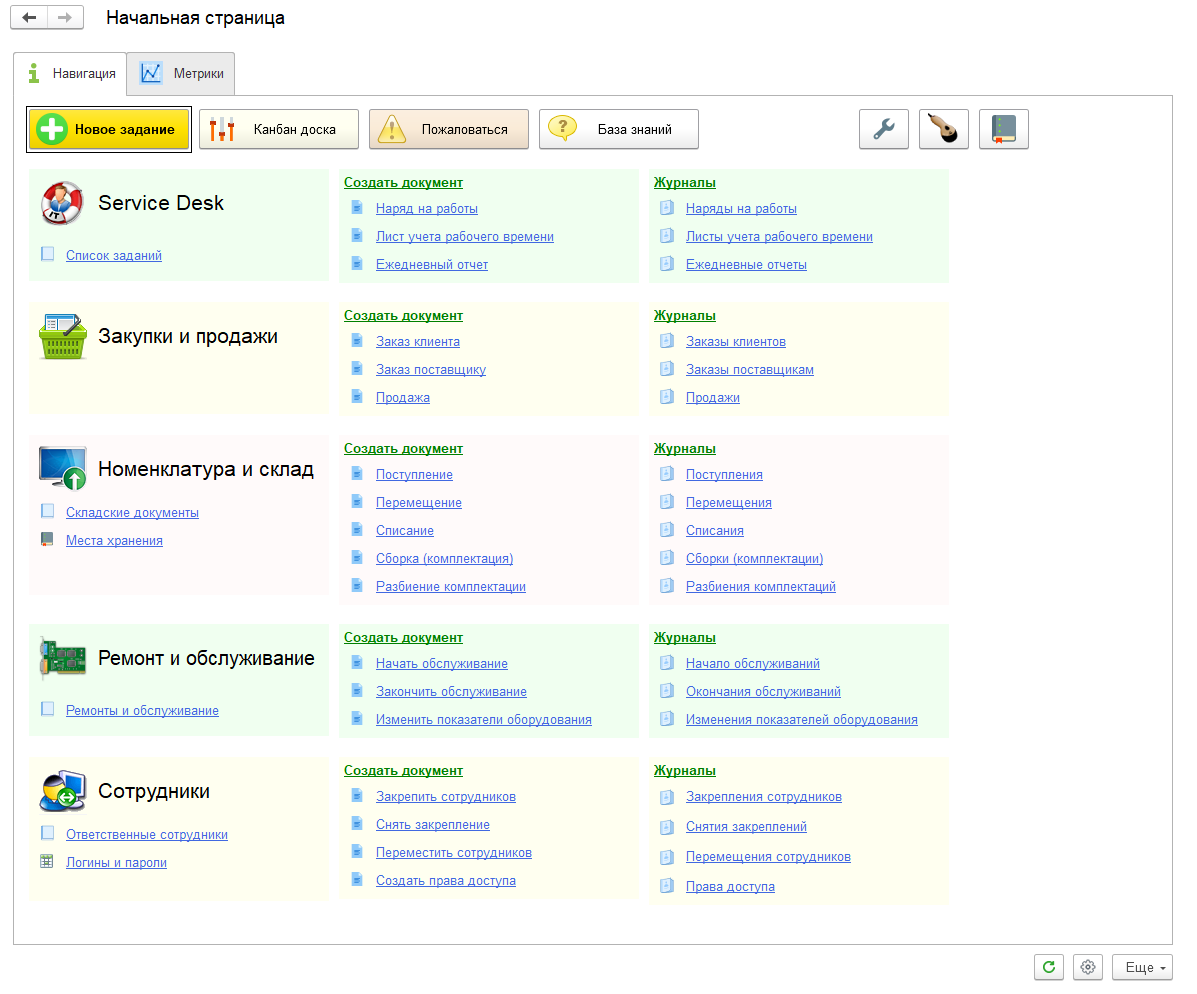 Начальная страница
Навигация
Метрики
Новое задание
Канбан доска
Пожаловаться
База знаний
Service Desk
Список заданий
Создать документ
Наряд на работы
Лист учета рабочего времени
Ежедневный отчет
Журналы
Наряды на работы
Листы учета рабочего времени
Ежедневные отчеты
Закупки и продажи
Создать документ
Заказ клиента
Заказ поставщику
Продажа
Журналы
Заказы клиентов
Заказы поставщикам
Продажи
Номенклатура и склад
Складские документы
Места хранения
Создать документ
Поступление
Перемещение
Списание
Сборка (комплектация)
Разбиение комплектации
Журналы
Поступления
Перемещения
Списания
Сборки (комплектации)
Разбиения комплектаций
Ремонт и обслуживание
Ремонты и обслуживание
Создать документ
Начать обслуживание
Закончить обслуживание
Изменить показатели оборудования
Журналы
Начало обслуживаний
Окончания обслуживаний
Изменения показателей оборудования
Сотрудники
Ответственные сотрудники
Логины и пароли
Создать документ
Закрепить сотрудников
Снять закрепление
Переместить сотрудников
Создать права доступа
Журналы
Закрепления сотрудников
Снятия закреплений
Перемещения сотрудников
Права доступа
Еще